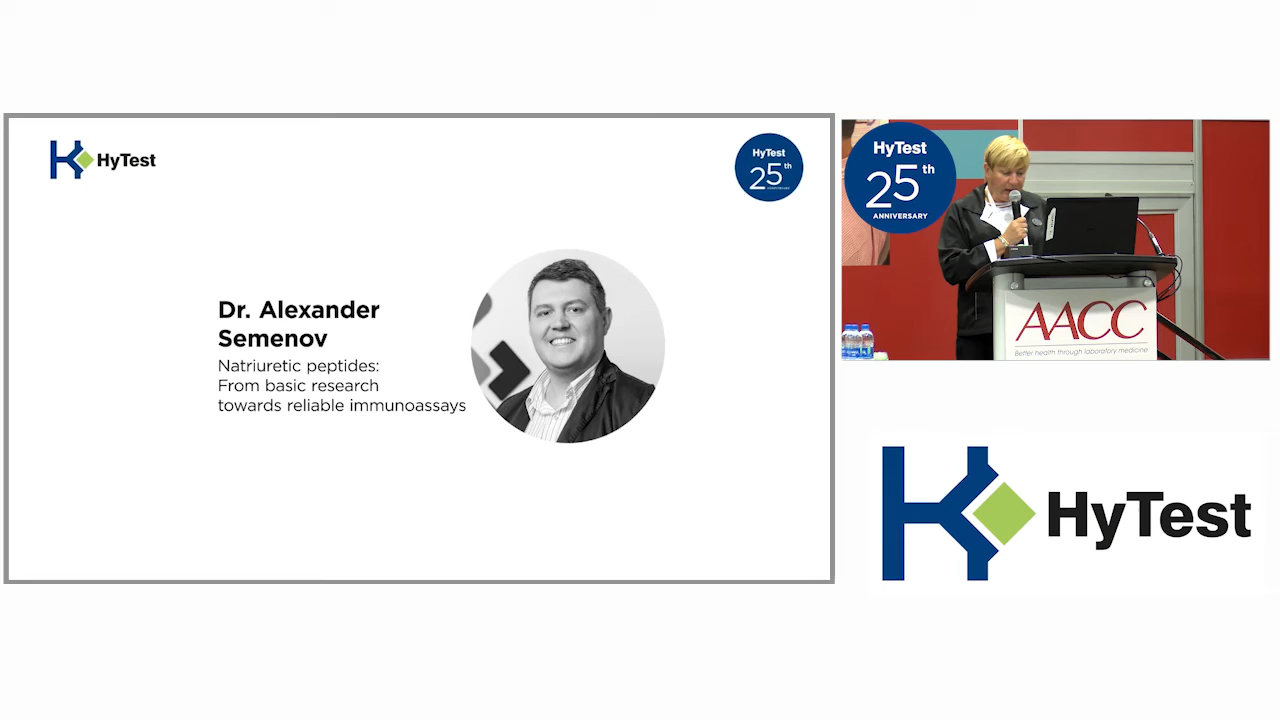 HyTest
HyTest
25th
Dr. Alexander
Semenov
Natriuretic peptides:
From basic research
towards reliable immunoassays
HyTest
25th
ANNIVERSARY
AACC
Better health through laboratory medicine
HyTest